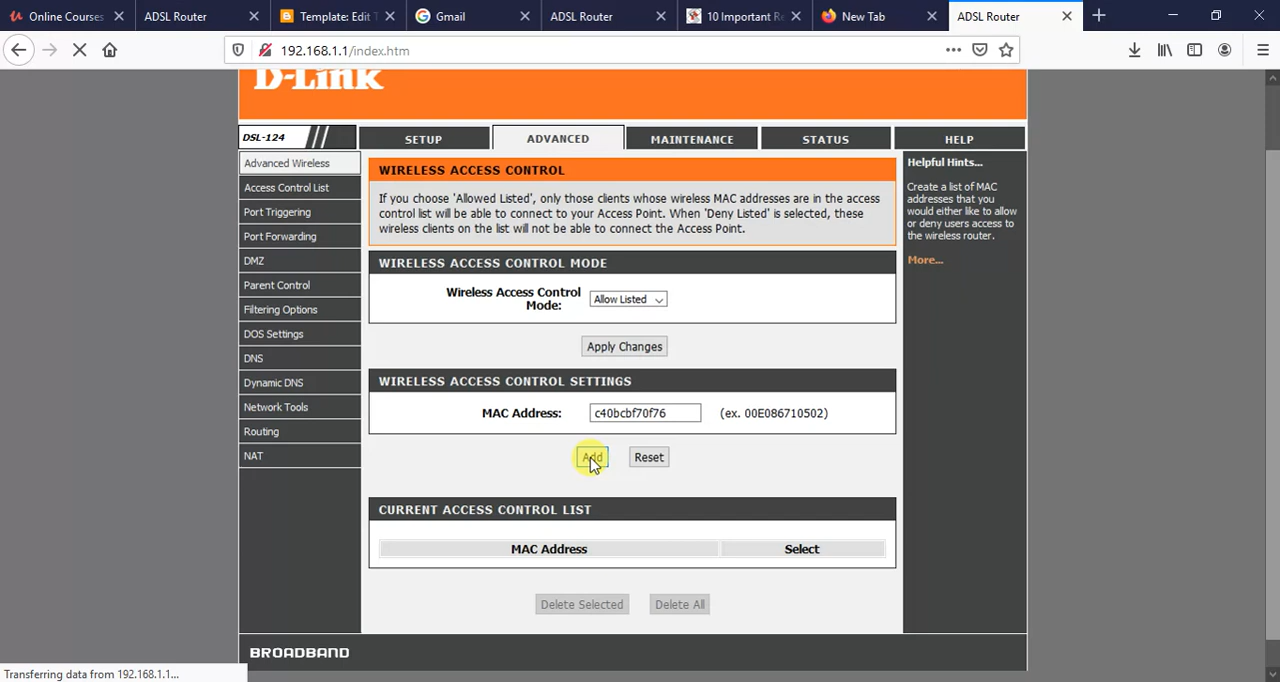 Online Courses
ADSL Router
Template: Edit T
Gmail
ADSL Router
10 Important Re
New Tab
ADSL Router
192.168.1.1/index.htm
D-Link
DSL-124
SETUP
ADVANCED
MAINTENANCE
STATUS
HELP
Advanced Wireless
Access Control List
Port Triggering
Port Forwarding
DMZ
Parent Control
Filtering Options
DOS Settings
DNS
Dynamic DNS
Network Tools
Routing
NAT
WIRELESS ACCESS CONTROL
If you choose 'Allowed Listed', only those clients whose wireless MAC addresses are in the access
control list will be able to connect to your Access Point. When 'Deny Listed' is selected, these
wireless clients on the list will not be able to connect the Access Point.
WIRELESS ACCESS CONTROL MODE
Wireless Access Control
Mode:
Allow Listed
Apply Changes
WIRELESS ACCESS CONTROL SETTINGS
MAC Address:
c40bcbf70f76
(ex. 00E086710502)
Add
Reset
CURRENT ACCESS CONTROL LIST
MAC Address
Select
Delete Selected
Delete All
Helpful Hints...
Create a list of MAC
addresses that you
would either like to allow
or deny users access to
the wireless router.
More...
BROADBAND
Transferring data from 192.168.1.1...